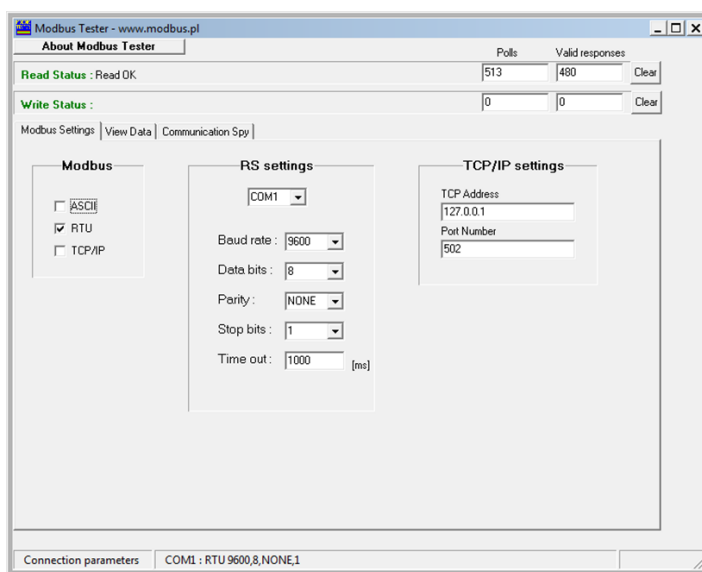 Modbus Tester - www.modbus.pl
About Modbus Tester
Polls Valid responses
Read Status : Read OK 513 480 Clear
Write Status : 0 0 Clear
Modbus Settings View Data Communication Spy
Modbus
ASCII
RTU
TCP/IP
RS settings
COM1
Baud rate : 9600
Data bits : 8
Parity : NONE
Stop bits : 1
Time out : 1000 [ms]
TCP/IP settings
TCP Address
127.0.0.1
Port Number
502
Connection parameters COM1 : RTU 9600,8,NONE,1